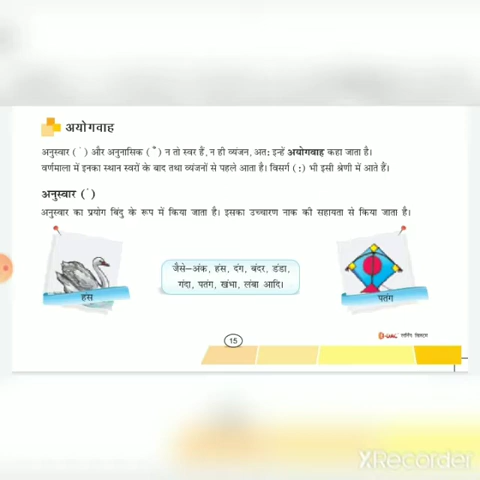 अयोगवाह
अनुस्वार ( ं ) और अनुनासिक ( ँ ) न तो स्वर हैं, न ही व्यंजन, अतः इन्हें अयोगवाह कहा जाता है।
वर्णमाला में इनका स्थान स्वरों के बाद तथा व्यंजनों से पहले आता है। विसर्ग (:) भी इसी श्रेणी में आते हैं।
अनुस्वार ( ं )
अनुस्वार का प्रयोग बिंदु के रूप में किया जाता है। इसका उच्चारण नाक की सहायता से किया जाता है।
जैसे–अंक, हंस, दंग, बंदर, डंडा,
गंदा, पतंग, खंभा, लंबा आदि।
हंस
पतंग
15
XRecorder